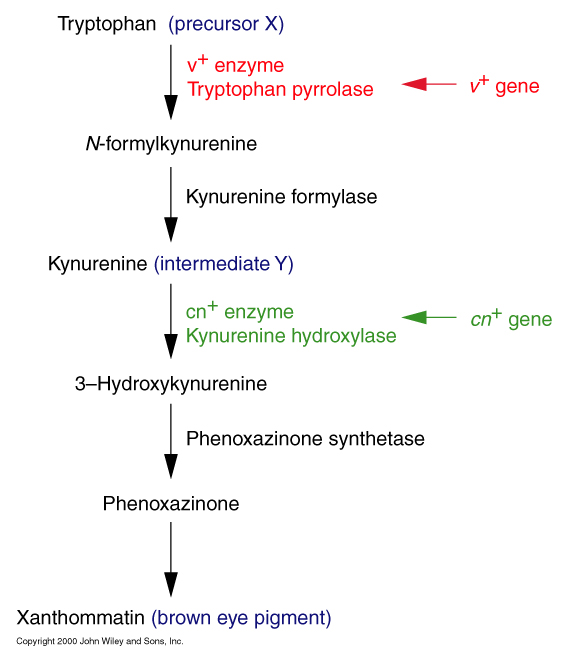 Tryptophan (precursor X)
v+ enzyme
Tryptophan pyrrolase
v+ gene
N-formylkynurenine
Kynurenine formylase
Kynurenine (intermediate Y)
cn+ enzyme
Kynurenine hydroxylase
cn+ gene
3–Hydroxykynurenine
Phenoxazinone synthetase
Phenoxazinone
Xanthommatin (brown eye pigment)
Copyright 2000 John Wiley and Sons, Inc.